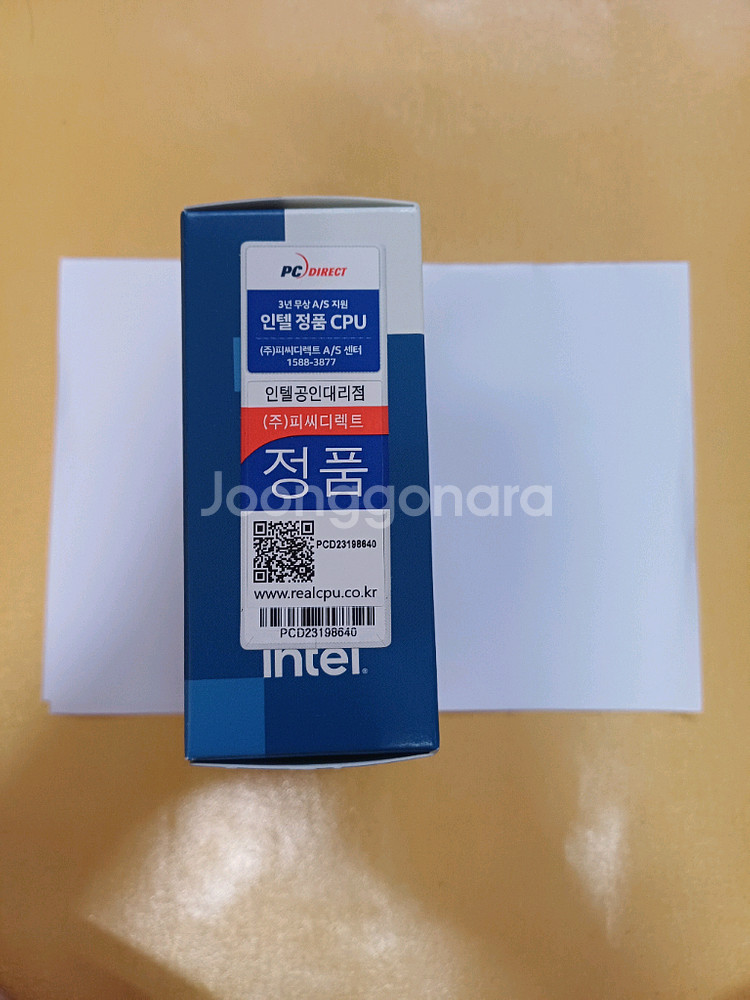 PC DIRECT
3년 무상 A/S 지원
인텔 정품 CPU
(주)피씨디렉트 A/S 센터
1588-3877
인텔공인대리점
(주)피씨디렉트
정품
Joonggonara
PCD23198640
www.realcpu.co.kr
PCD23198640
intel.